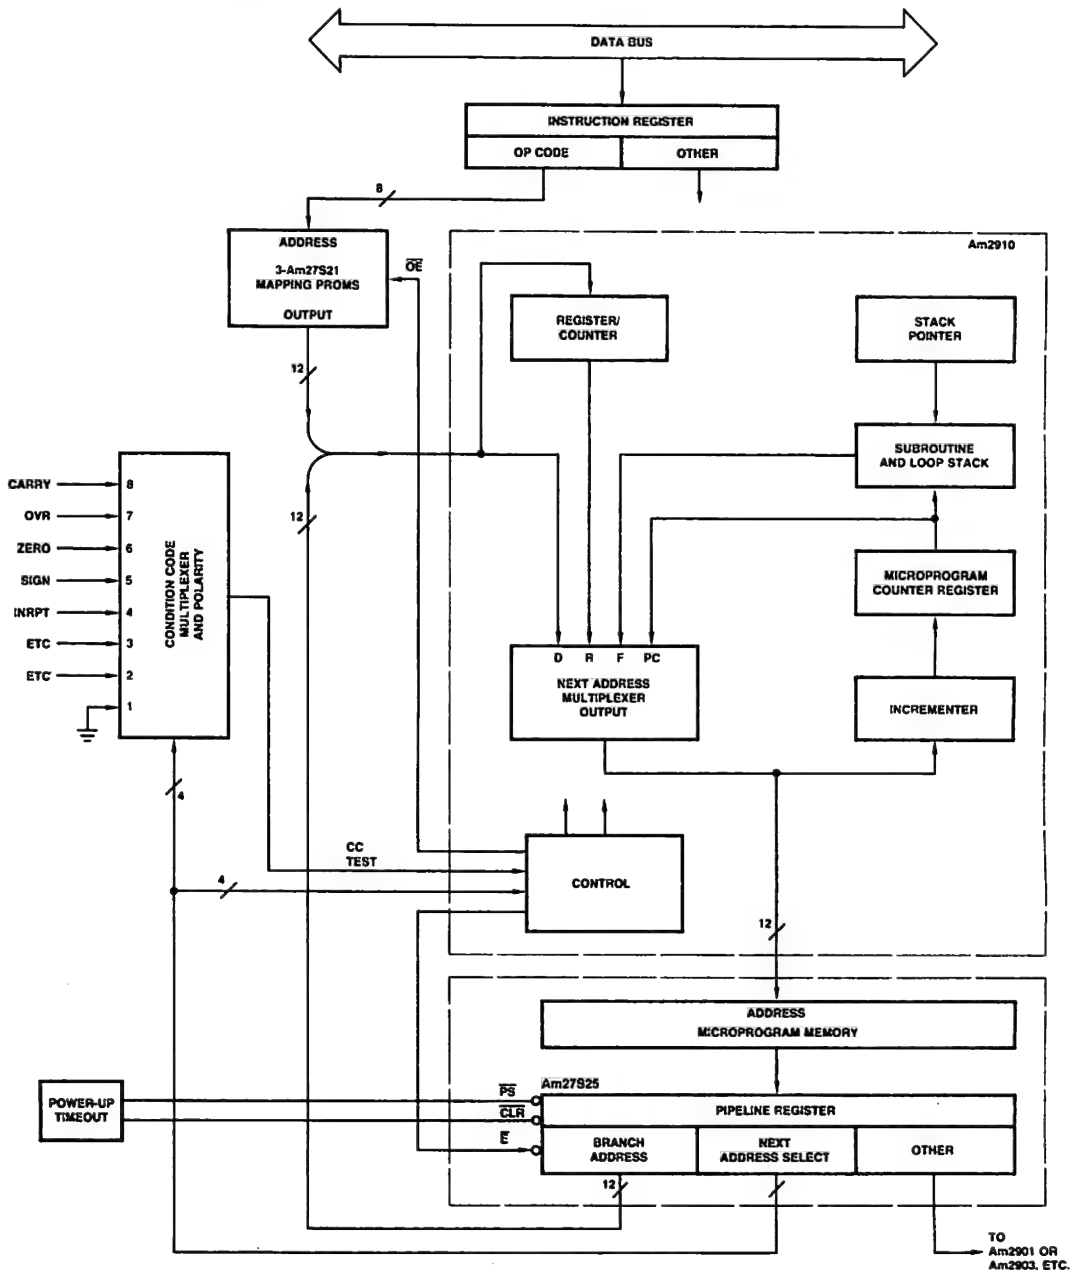 DATA BUS
INSTRUCTION REGISTER
OP CODE
OTHER
8
ADDRESS
3-Am27S21
MAPPING PROMS
OUTPUT
OE
Am2910
REGISTER/
COUNTER
STACK
POINTER
12
SUBROUTINE
AND LOOP STACK
CARRY
OVR
ZERO
SIGN
INRPT
ETC
ETC
8
7
6
5
4
3
2
1
CONDITION CODE
MULTIPLEXER
AND POLARITY
12
MICROPROGRAM
COUNTER REGISTER
D R F PC
NEXT ADDRESS
MULTIPLEXER
OUTPUT
INCREMENTER
4
CC
TEST
4
CONTROL
12
ADDRESS
MICROPROGRAM MEMORY
Am27S25
POWER-UP
TIMEOUT
PS
CLR
E
PIPELINE REGISTER
BRANCH
ADDRESS
NEXT
ADDRESS SELECT
OTHER
12
TO
Am2901 OR
Am2903, ETC.